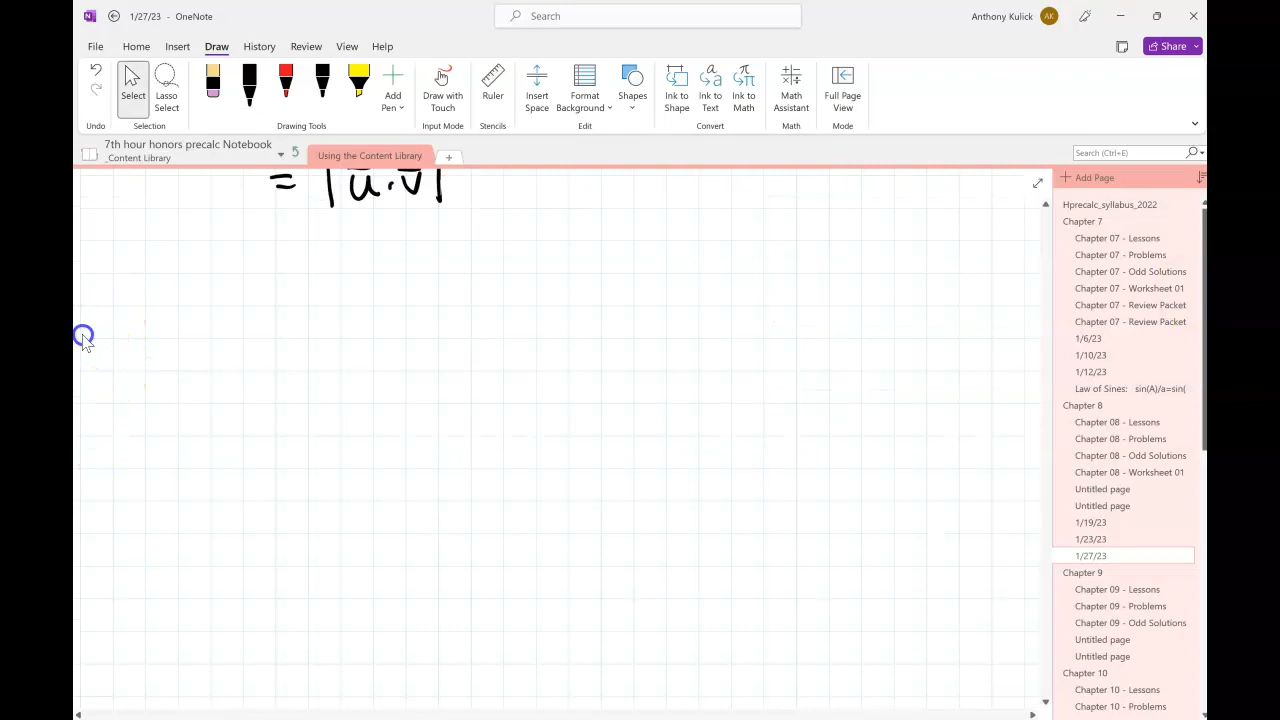 1/27/23 - OneNote
Search
Anthony Kulick
AK
File Home Insert Draw History Review View Help
Share
Undo
Select
Lasso Select
Selection
Drawing Tools
Add Pen
Draw with Touch
Input Mode
Ruler
Stencils
Insert Space
Format Background
Shapes
Edit
Ink to Shape
Ink to Text
Ink to Math
Convert
Math Assistant
Math
Full Page View
Mode
7th hour honors precalc Notebook
_Content Library
Using the Content Library
+
Search (Ctrl+E)
= |u̅·v̅|
Add Page
Hprecalc_syllabus_2022
Chapter 7
Chapter 07 - Lessons
Chapter 07 - Problems
Chapter 07 - Odd Solutions
Chapter 07 - Worksheet 01
Chapter 07 - Review Packet
Chapter 07 - Review Packet
1/6/23
1/10/23
1/12/23
Law of Sines: sin(A)/a=sin(
Chapter 8
Chapter 08 - Lessons
Chapter 08 - Problems
Chapter 08 - Odd Solutions
Chapter 08 - Worksheet 01
Untitled page
Untitled page
1/19/23
1/23/23
1/27/23
Chapter 9
Chapter 09 - Lessons
Chapter 09 - Problems
Chapter 09 - Odd Solutions
Untitled page
Untitled page
Chapter 10
Chapter 10 - Lessons
Chapter 10 - Problems